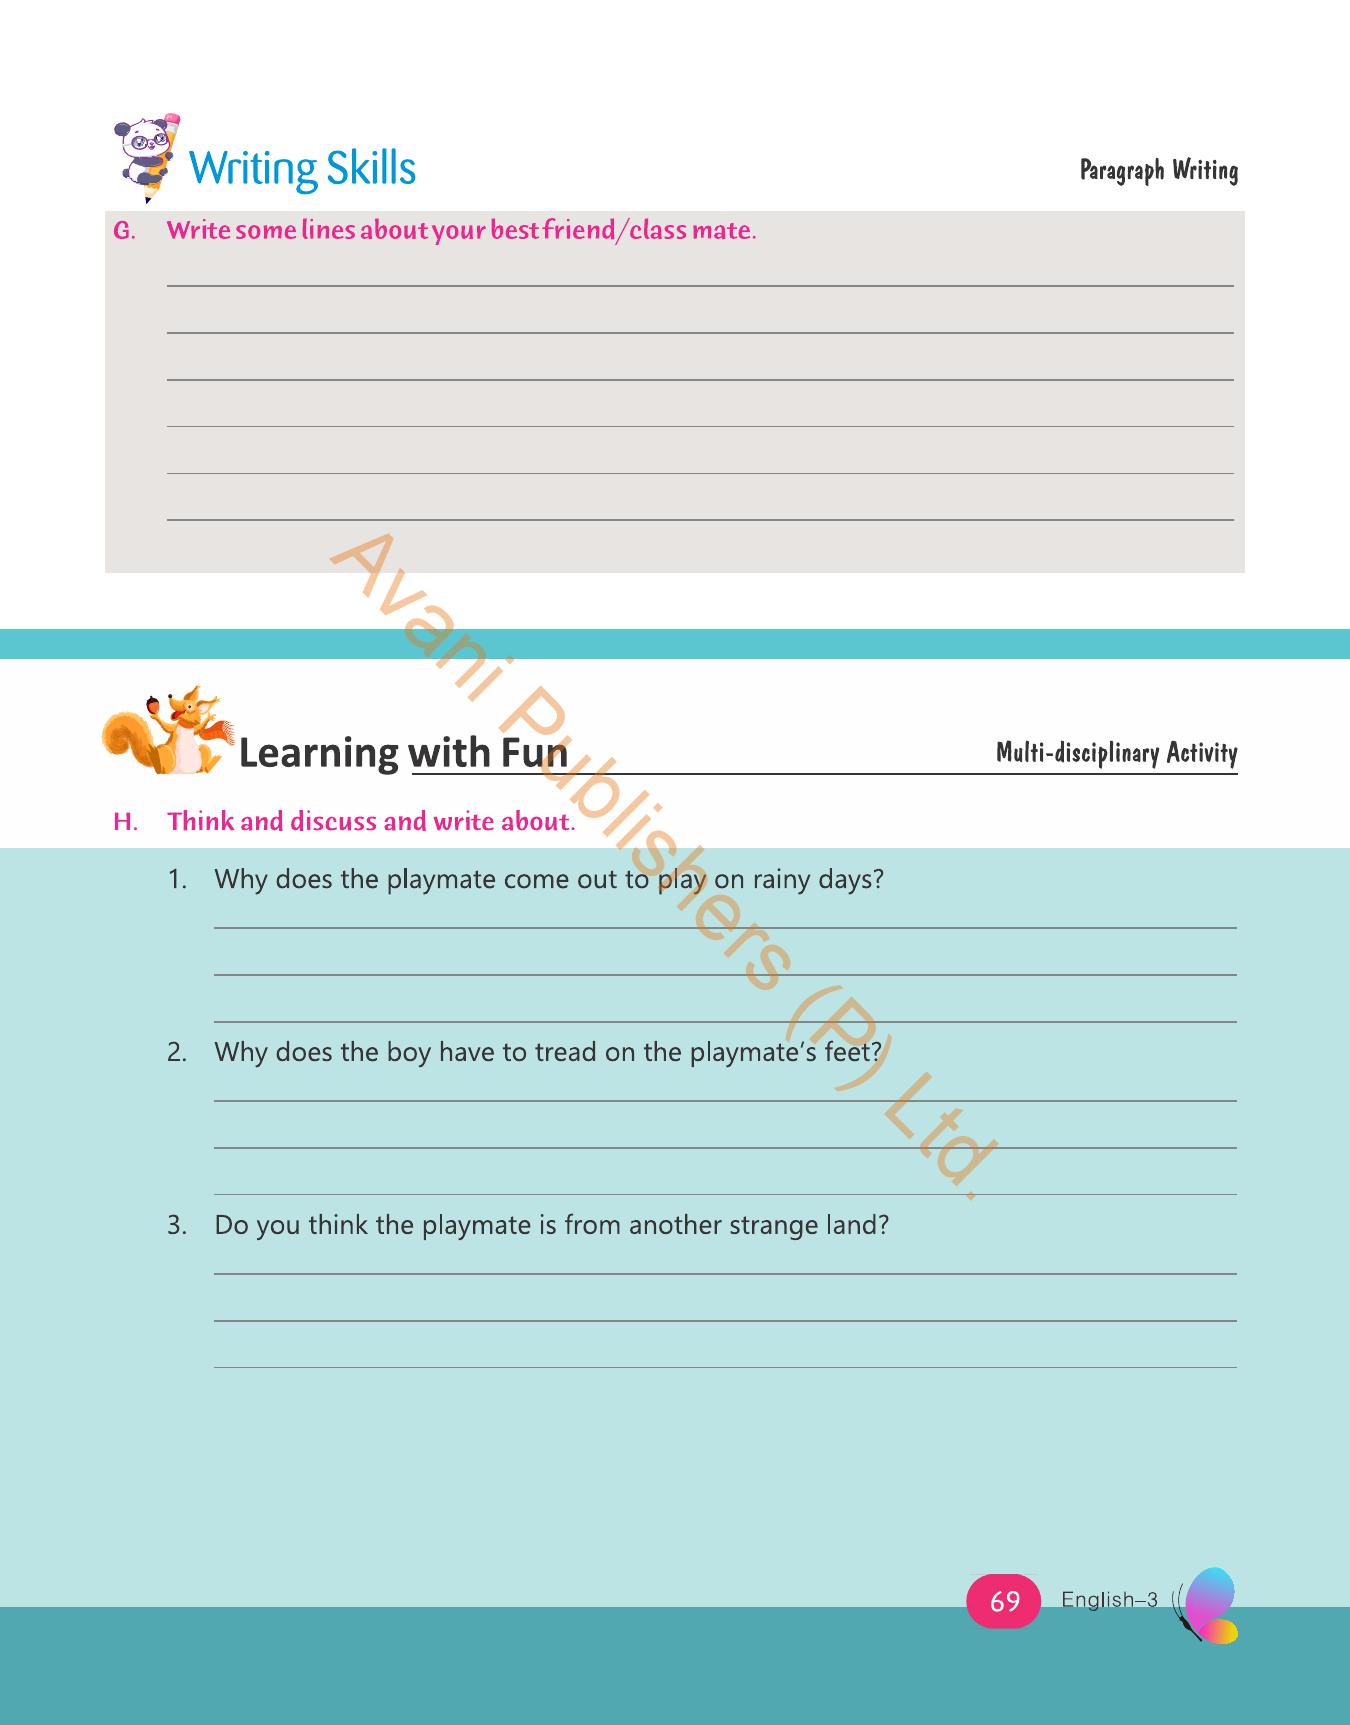 Writing Skills
Paragraph Writing
G. Write some lines about your best friend/class mate.
Learning with Fun
Multi-disciplinary Activity
H. Think and discuss and write about.
1. Why does the playmate come out to play on rainy days?
2. Why does the boy have to tread on the playmate’s feet?
3. Do you think the playmate is from another strange land?
Avani Publishers (P) Ltd.
69 English–3